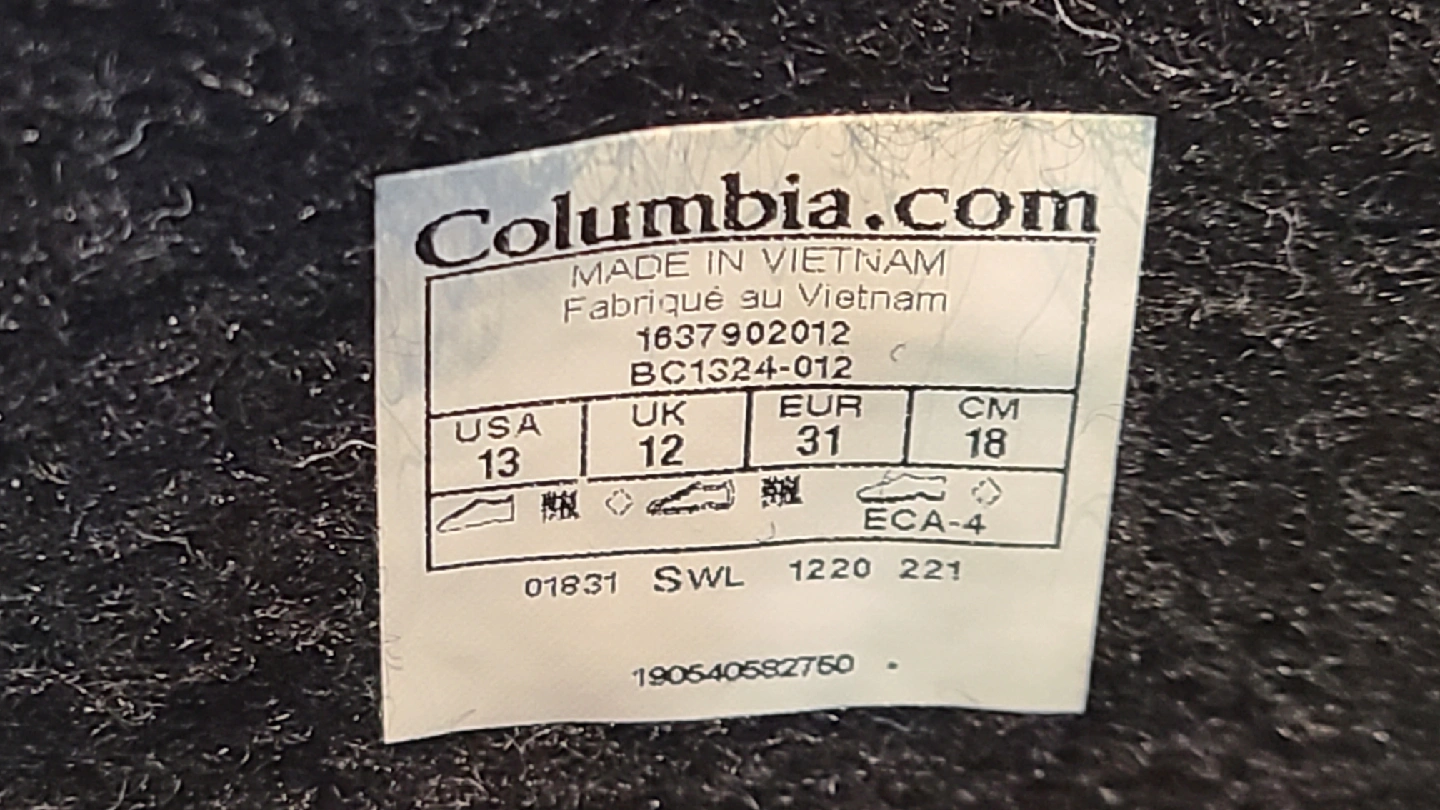 Columbia.com
MADE IN VIETNAM
Fabriqué au Vietnam
1637902012
BC1324-012
USA UK EUR CM
13 12 31 18
ECA-4
01831 SWL 1220 221
190540582760